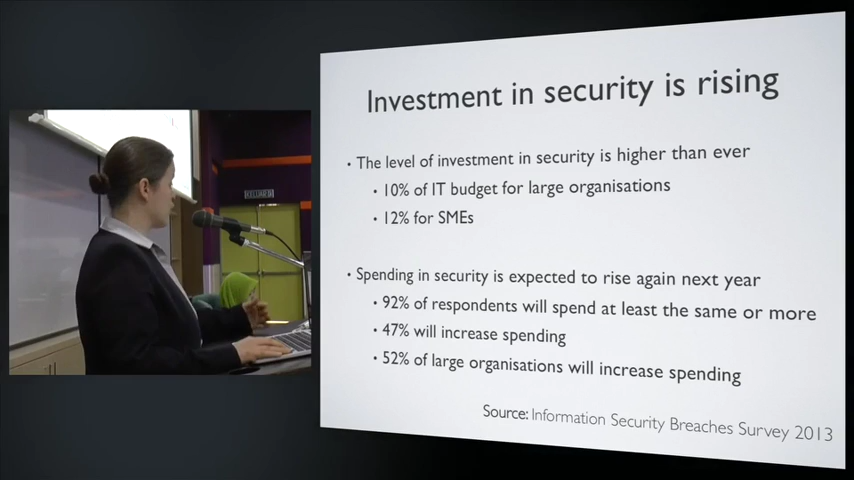 Investment in security is rising
• The level of investment in security is higher than ever
• 10% of IT budget for large organisations
• 12% for SMEs
• Spending in security is expected to rise again next year
• 92% of respondents will spend at least the same or more
• 47% will increase spending
• 52% of large organisations will increase spending
Source: Information Security Breaches Survey 2013